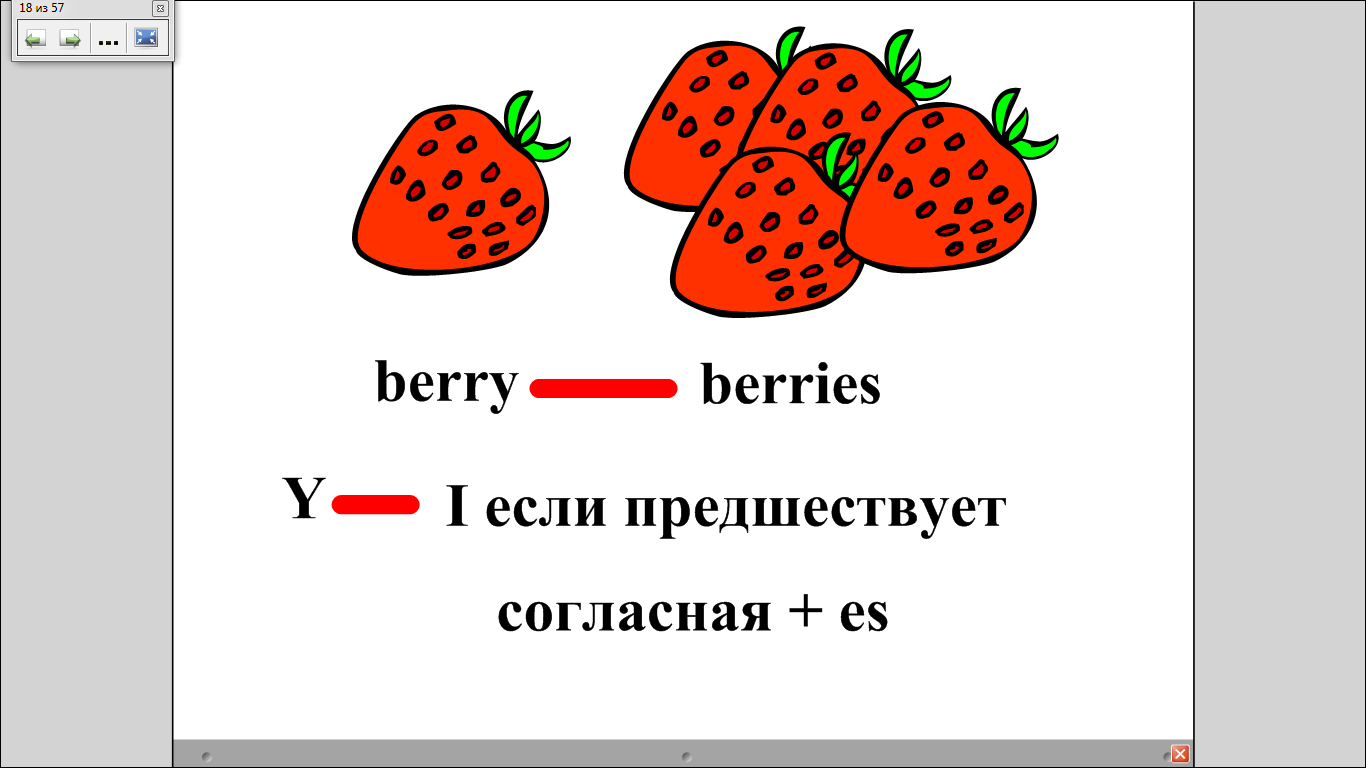 18 из 57
berry berries
Y I если предшествует
согласная + es